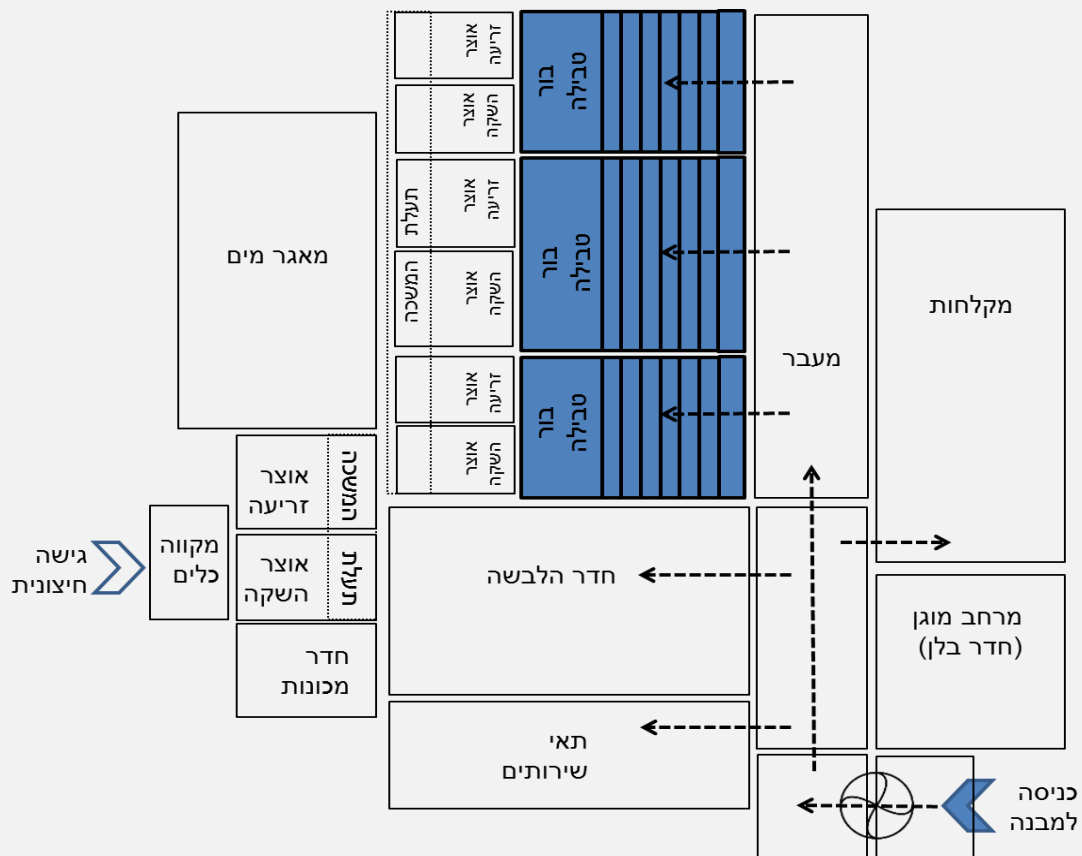 אוצר
זריעה
בור
טבילה
אוצר
השקה
אוצר
זריעה
בור
טבילה
תעלת
המשכה
אוצר
השקה
אוצר
זריעה
בור
טבילה
אוצר
השקה
מאגר מים
מעבר
מקלחות
אוצר
זריעה
המשכה
אוצר
השקה
תעלת
מקווה
כלים
גישה
חיצונית
חדר
מכונות
חדר הלבשה
מרחב מוגן
(חדר בלן)
תאי
שירותים
כניסה
למבנה